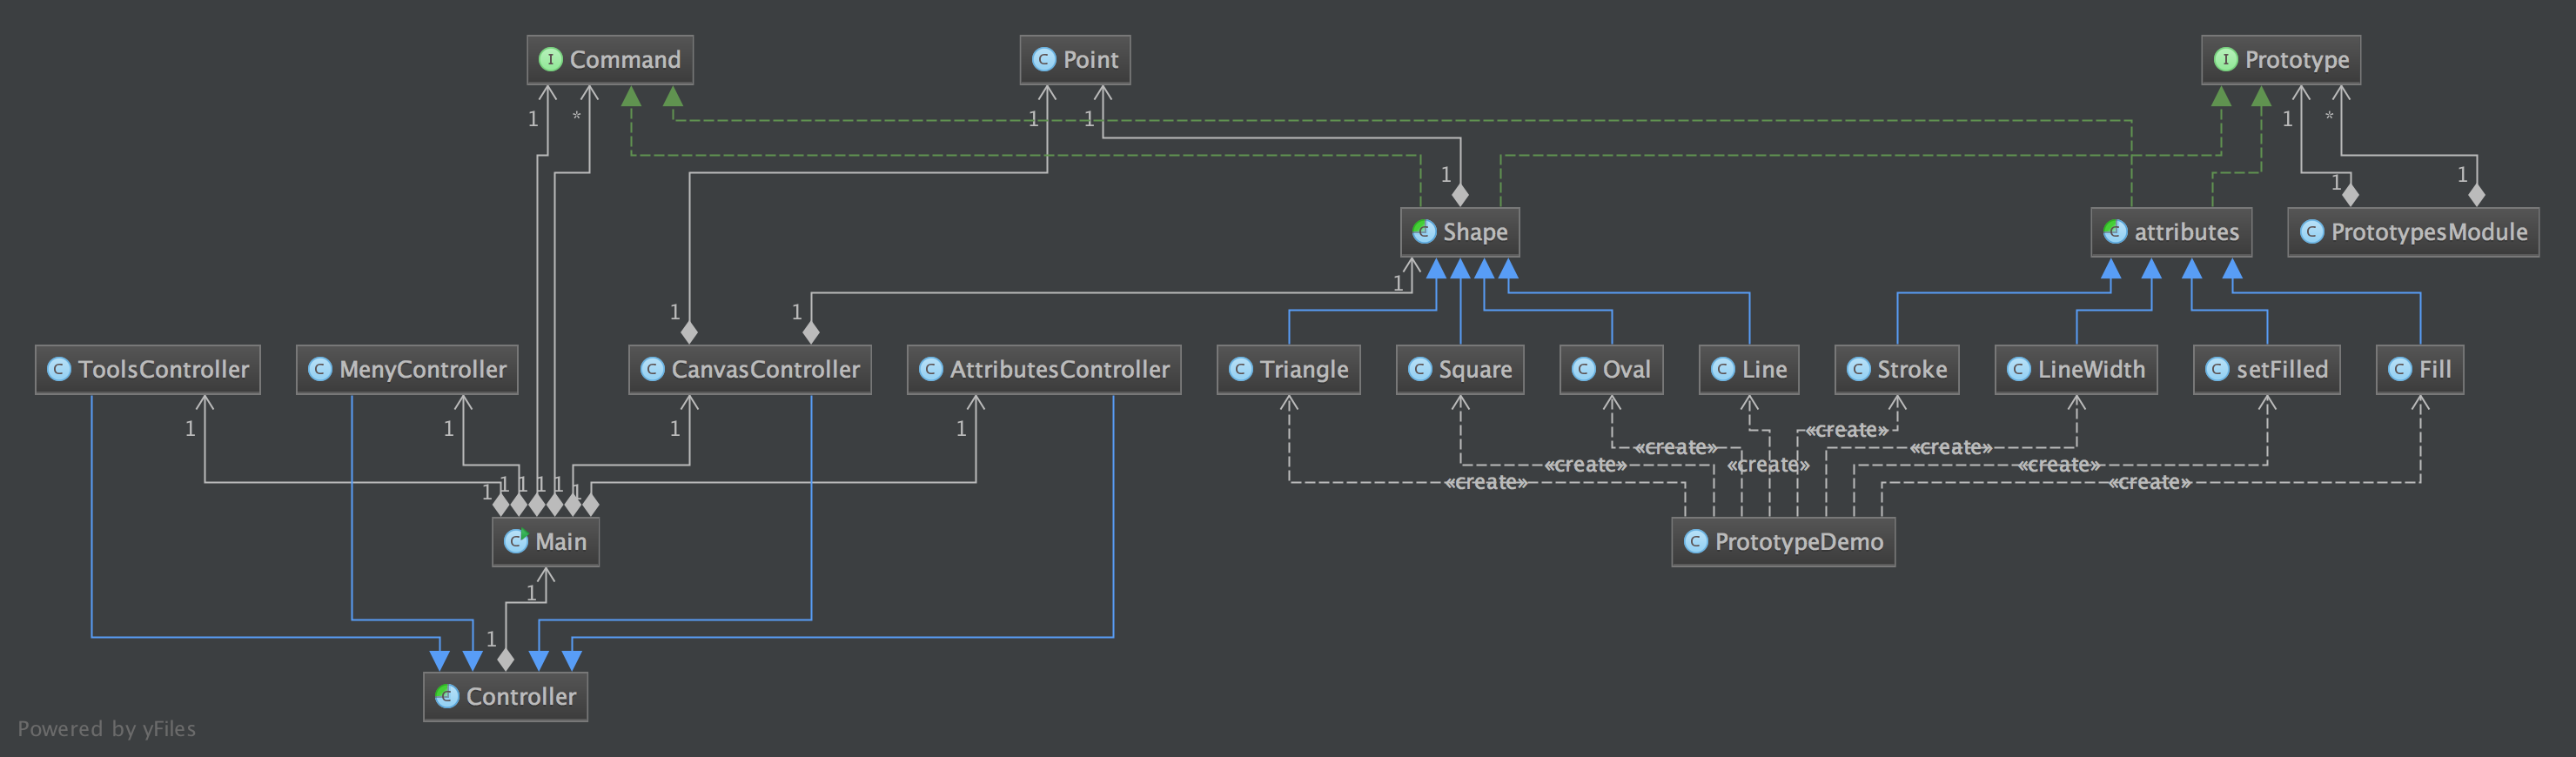 I Command
C Point
I Prototype
1
*
1
1
1
*
1
1
1
C Shape
C attributes
C PrototypesModule
1
1
1
C ToolsController
C MenyController
C CanvasController
C AttributesController
C Triangle
C Square
C Oval
C Line
C Stroke
C LineWidth
C setFilled
C Fill
1
1
1
1
«create»
«create»
«create»
«create»
«create»
«create»
«create»
«create»
1
1
1
1
1
C Main
C PrototypeDemo
1
1
C Controller
Powered by yFiles